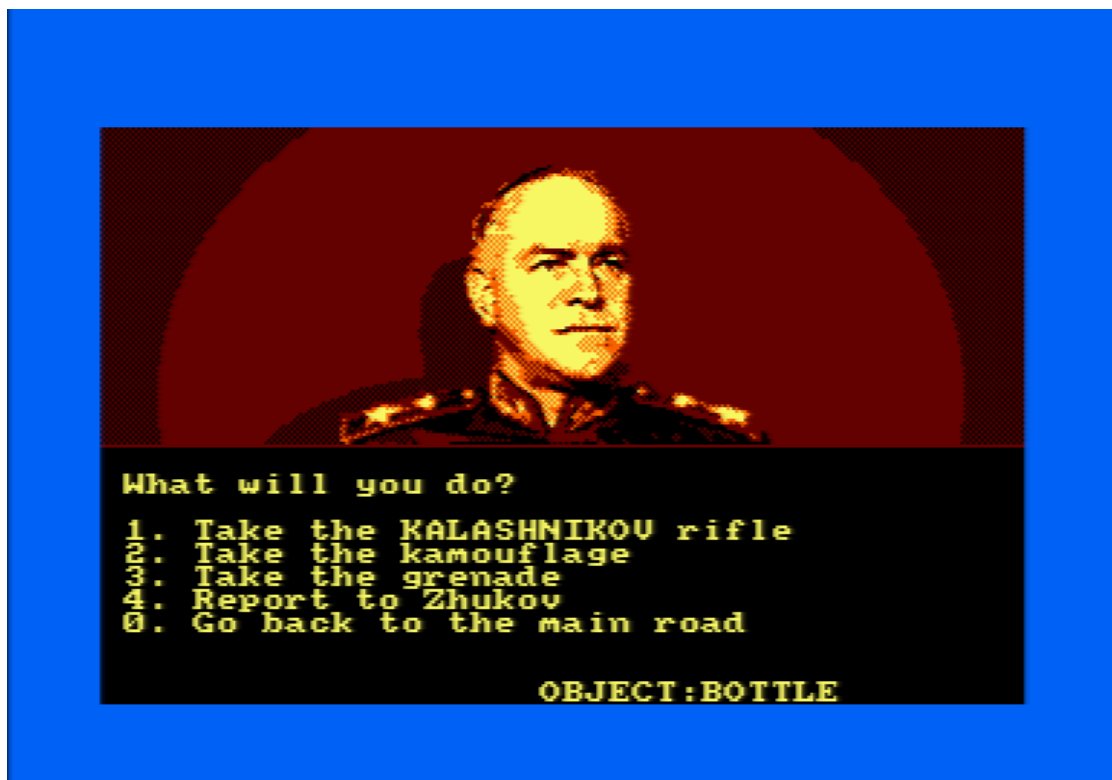 What will you do?
1. Take the KALASHNIKOV rifle
2. Take the kamouflage
3. Take the grenade
4. Report to Zhukov
0. Go back to the main road
OBJECT:BOTTLE